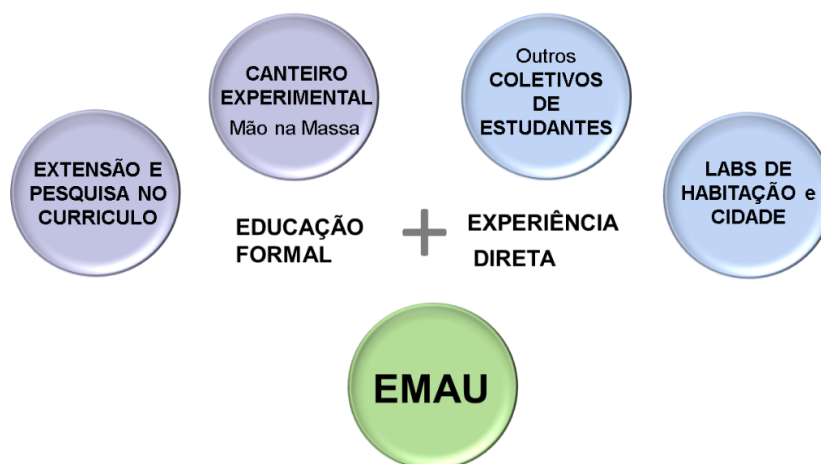 CANTEIRO
EXPERIMENTAL
Mão na Massa
Outros
COLETIVOS
DE
ESTUDANTES
EXTENSÃO E
PESQUISA NO
CURRICULO
LABS DE
HABITAÇÃO e
CIDADE
EDUCAÇÃO
FORMAL
+
EXPERIÊNCIA
DIRETA
EMAU